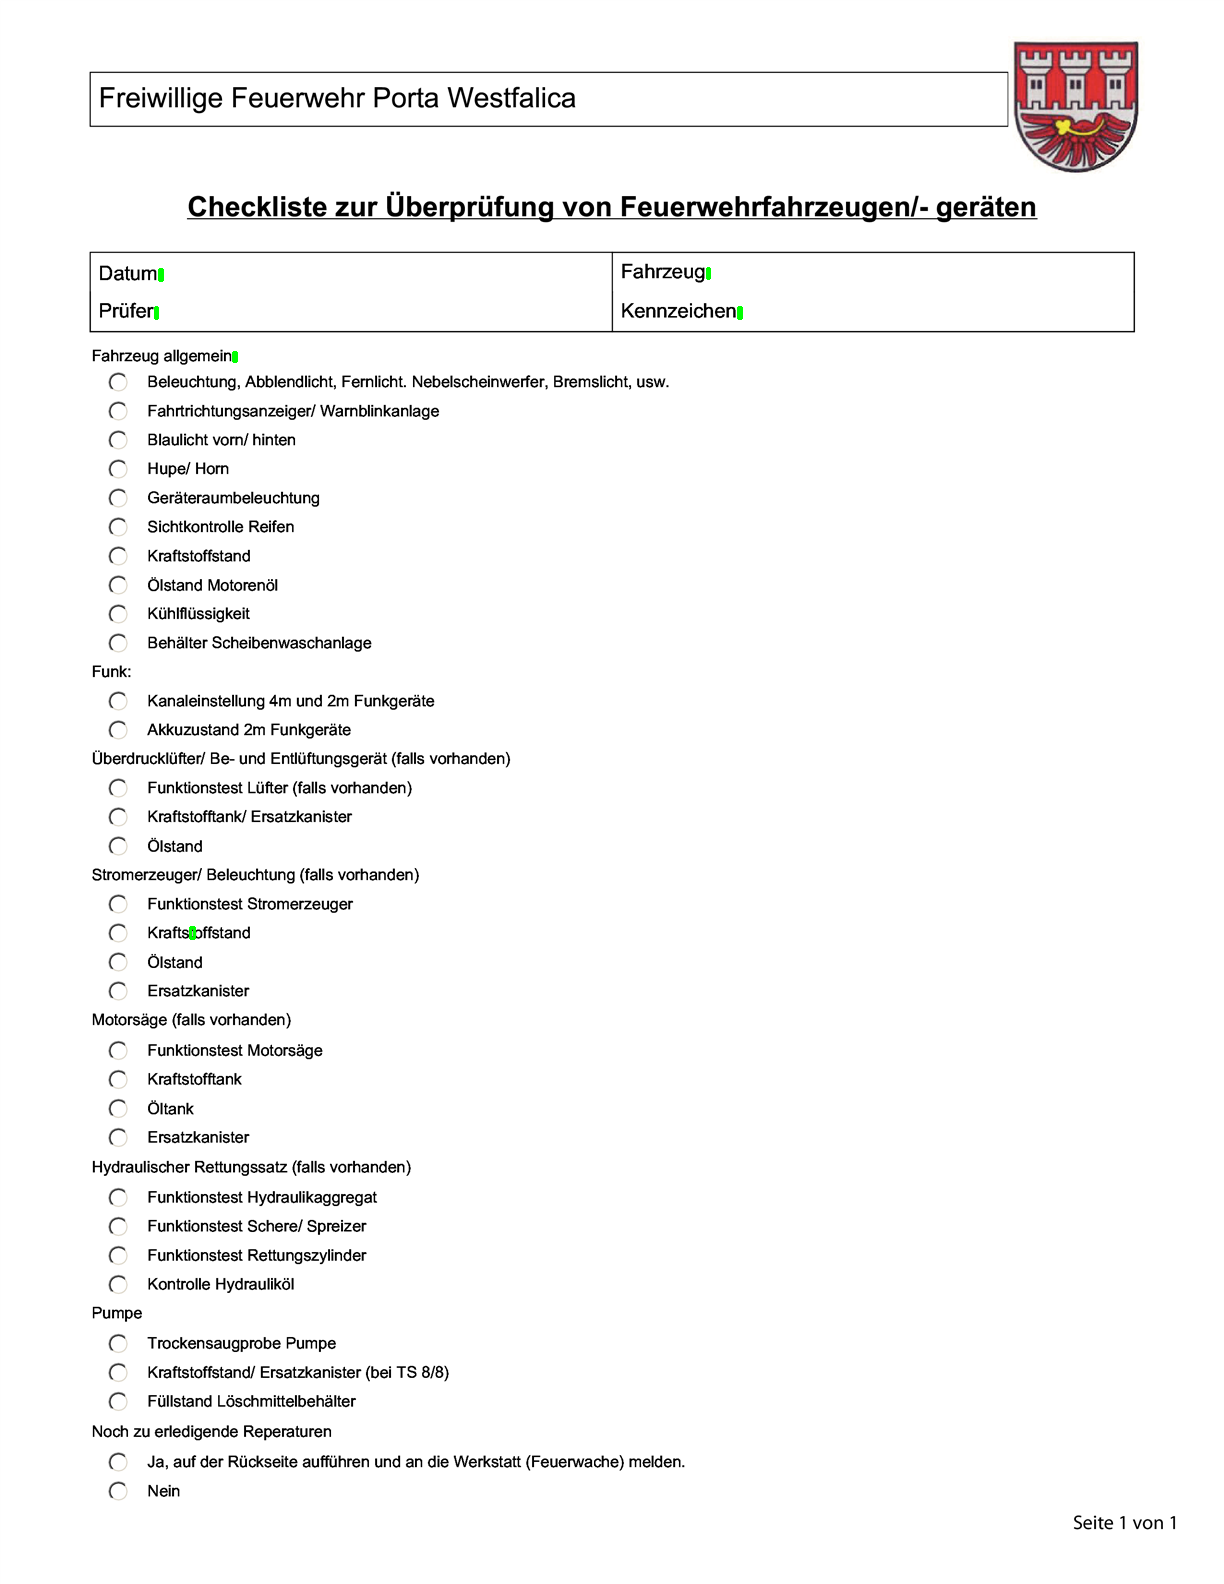 Freiwillige Feuerwehr Porta Westfalica
Checkliste zur Überprüfung von Feuerwehrfahrzeugen/- geräten
Datum
Fahrzeug
Prüfer
Kennzeichen
Fahrzeug allgemein
Beleuchtung, Abblendlicht, Fernlicht. Nebelscheinwerfer, Bremslicht, usw.
Fahrtrichtungsanzeiger/ Warnblinkanlage
Blaulicht vorn/ hinten
Hupe/ Horn
Geräteraumbeleuchtung
Sichtkontrolle Reifen
Kraftstoffstand
Ölstand Motorenöl
Kühlflüssigkeit
Behälter Scheibenwaschanlage
Funk:
Kanaleinstellung 4m und 2m Funkgeräte
Akkuzustand 2m Funkgeräte
Überdrucklüfter/ Be- und Entlüftungsgerät (falls vorhanden)
Funktionstest Lüfter (falls vorhanden)
Kraftstofftank/ Ersatzkanister
Ölstand
Stromerzeuger/ Beleuchtung (falls vorhanden)
Funktionstest Stromerzeuger
Kraftstoffstand
Ölstand
Ersatzkanister
Motorsäge (falls vorhanden)
Funktionstest Motorsäge
Kraftstofftank
Öltank
Ersatzkanister
Hydraulischer Rettungssatz (falls vorhanden)
Funktionstest Hydraulikaggregat
Funktionstest Schere/ Spreizer
Funktionstest Rettungszylinder
Kontrolle Hydrauliköl
Pumpe
Trockensaugprobe Pumpe
Kraftstoffstand/ Ersatzkanister (bei TS 8/8)
Füllstand Löschmittelbehälter
Noch zu erledigende Reperaturen
Ja, auf der Rückseite aufführen und an die Werkstatt (Feuerwache) melden.
Nein
Seite 1 von 1